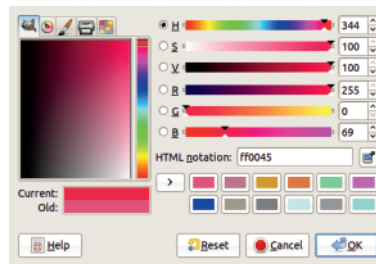 H 344
S 100
V 100
R 255
G 0
B 69
HTML notation: ff0045
>
Current:
Old:
Help Reset Cancel OK